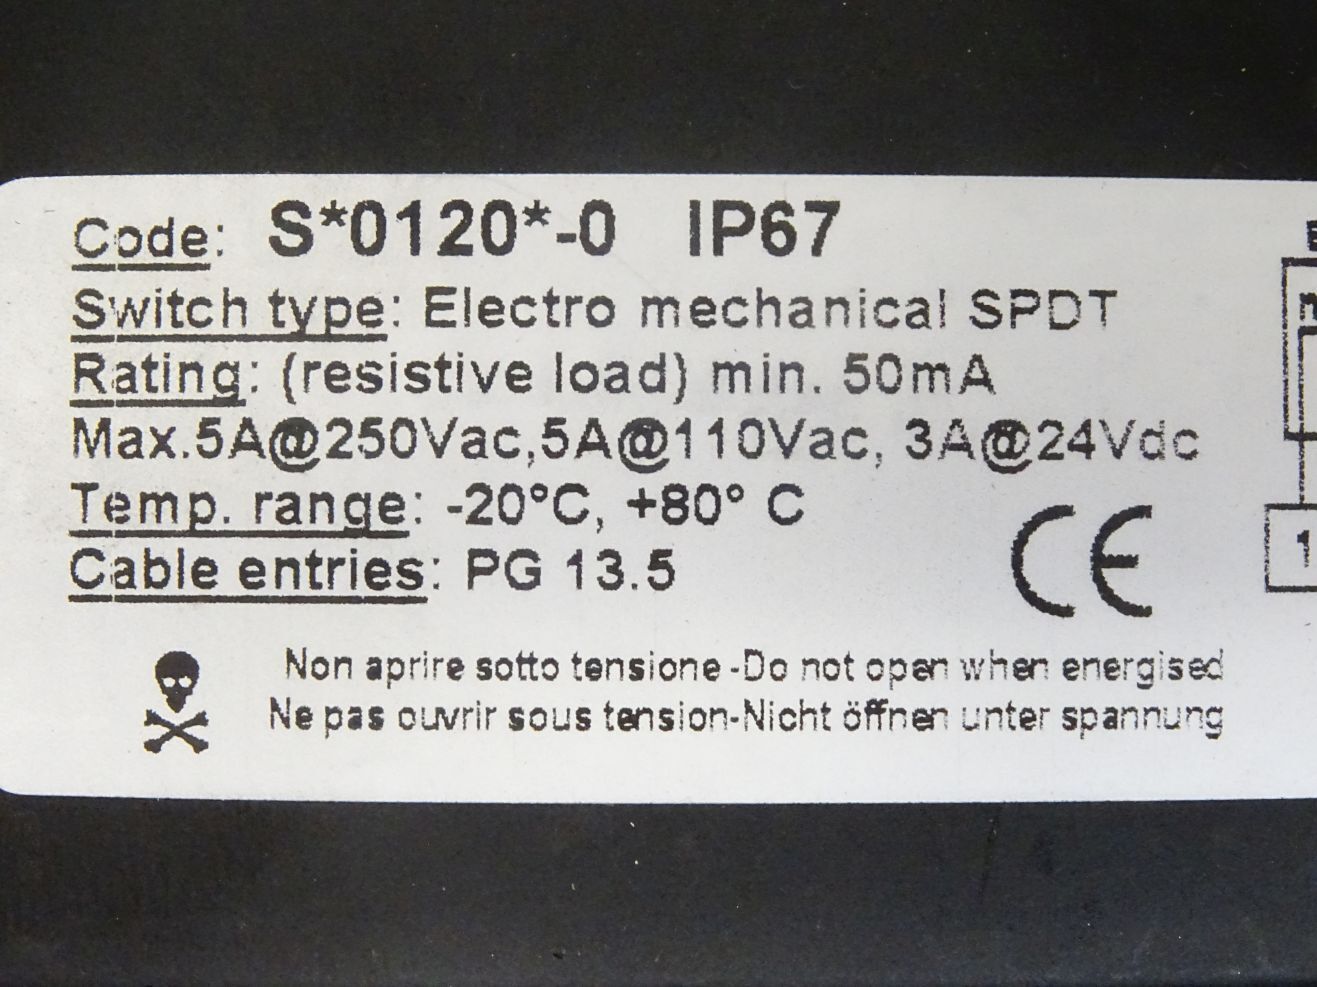 Code: S*0120*-0 IP67
Switch type: Electro mechanical SPDT
Rating: (resistive load) min. 50mA
Max.5A@250Vac,5A@110Vac, 3A@24Vdc
Temp. range: -20°C, +80° C
Cable entries: PG 13.5
CE
1
Non aprire sotto tensione -Do not open when energised
Ne pas ouvrir sous tension-Nicht öffnen unter spannung